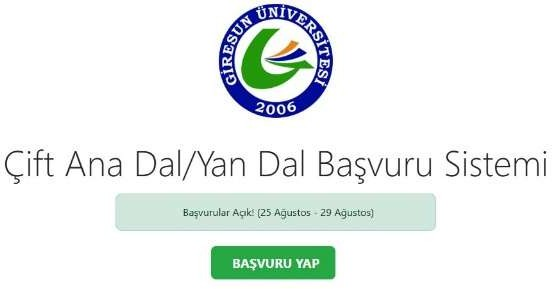 GİRESUN ÜNİVERSİTESİ
2006
Çift Ana Dal/Yan Dal Başvuru Sistemi
Başvurular Açık! (25 Ağustos - 29 Ağustos)
BAŞVURU YAP